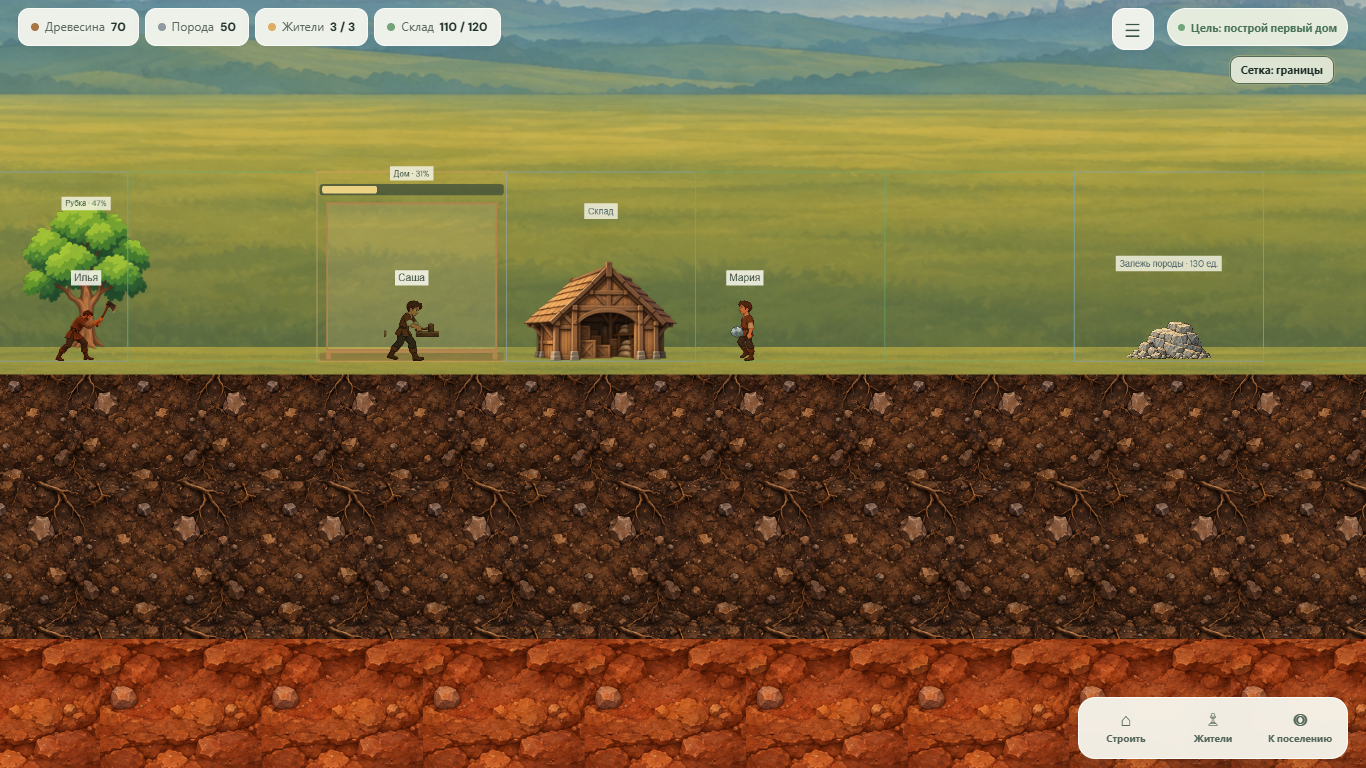 Древесина 70
Порода 50
Жители 3 / 3
Склад 110 / 120
Цель: построй первый дом
Сетка: границы
Дом · 31%
Рубка · 47%
Склад
Залежь породы · 130 ед.
Илья
Саша
Мария
Строить
Жители
К поселению